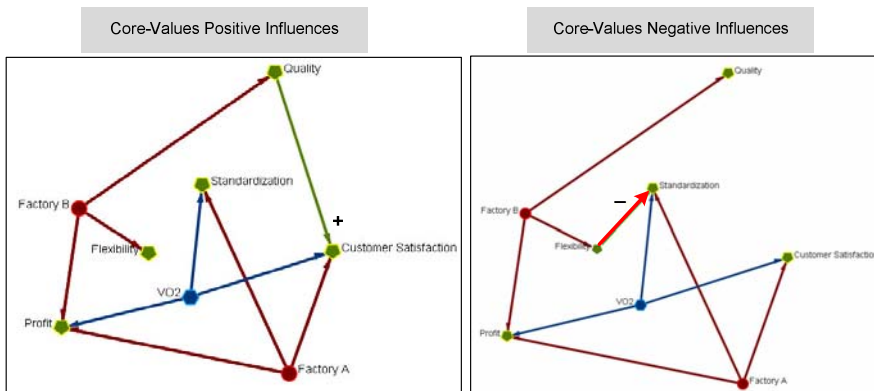 Core-Values Positive Influences
Quality
Standardization
Factory B
+
Flexibility
Customer Satisfaction
VO2
Profit
Factory A
Core-Values Negative Influences
Quality
Standardization
–
Factory B
Flexibility
Customer Satisfaction
VO2
Profit
Factory A